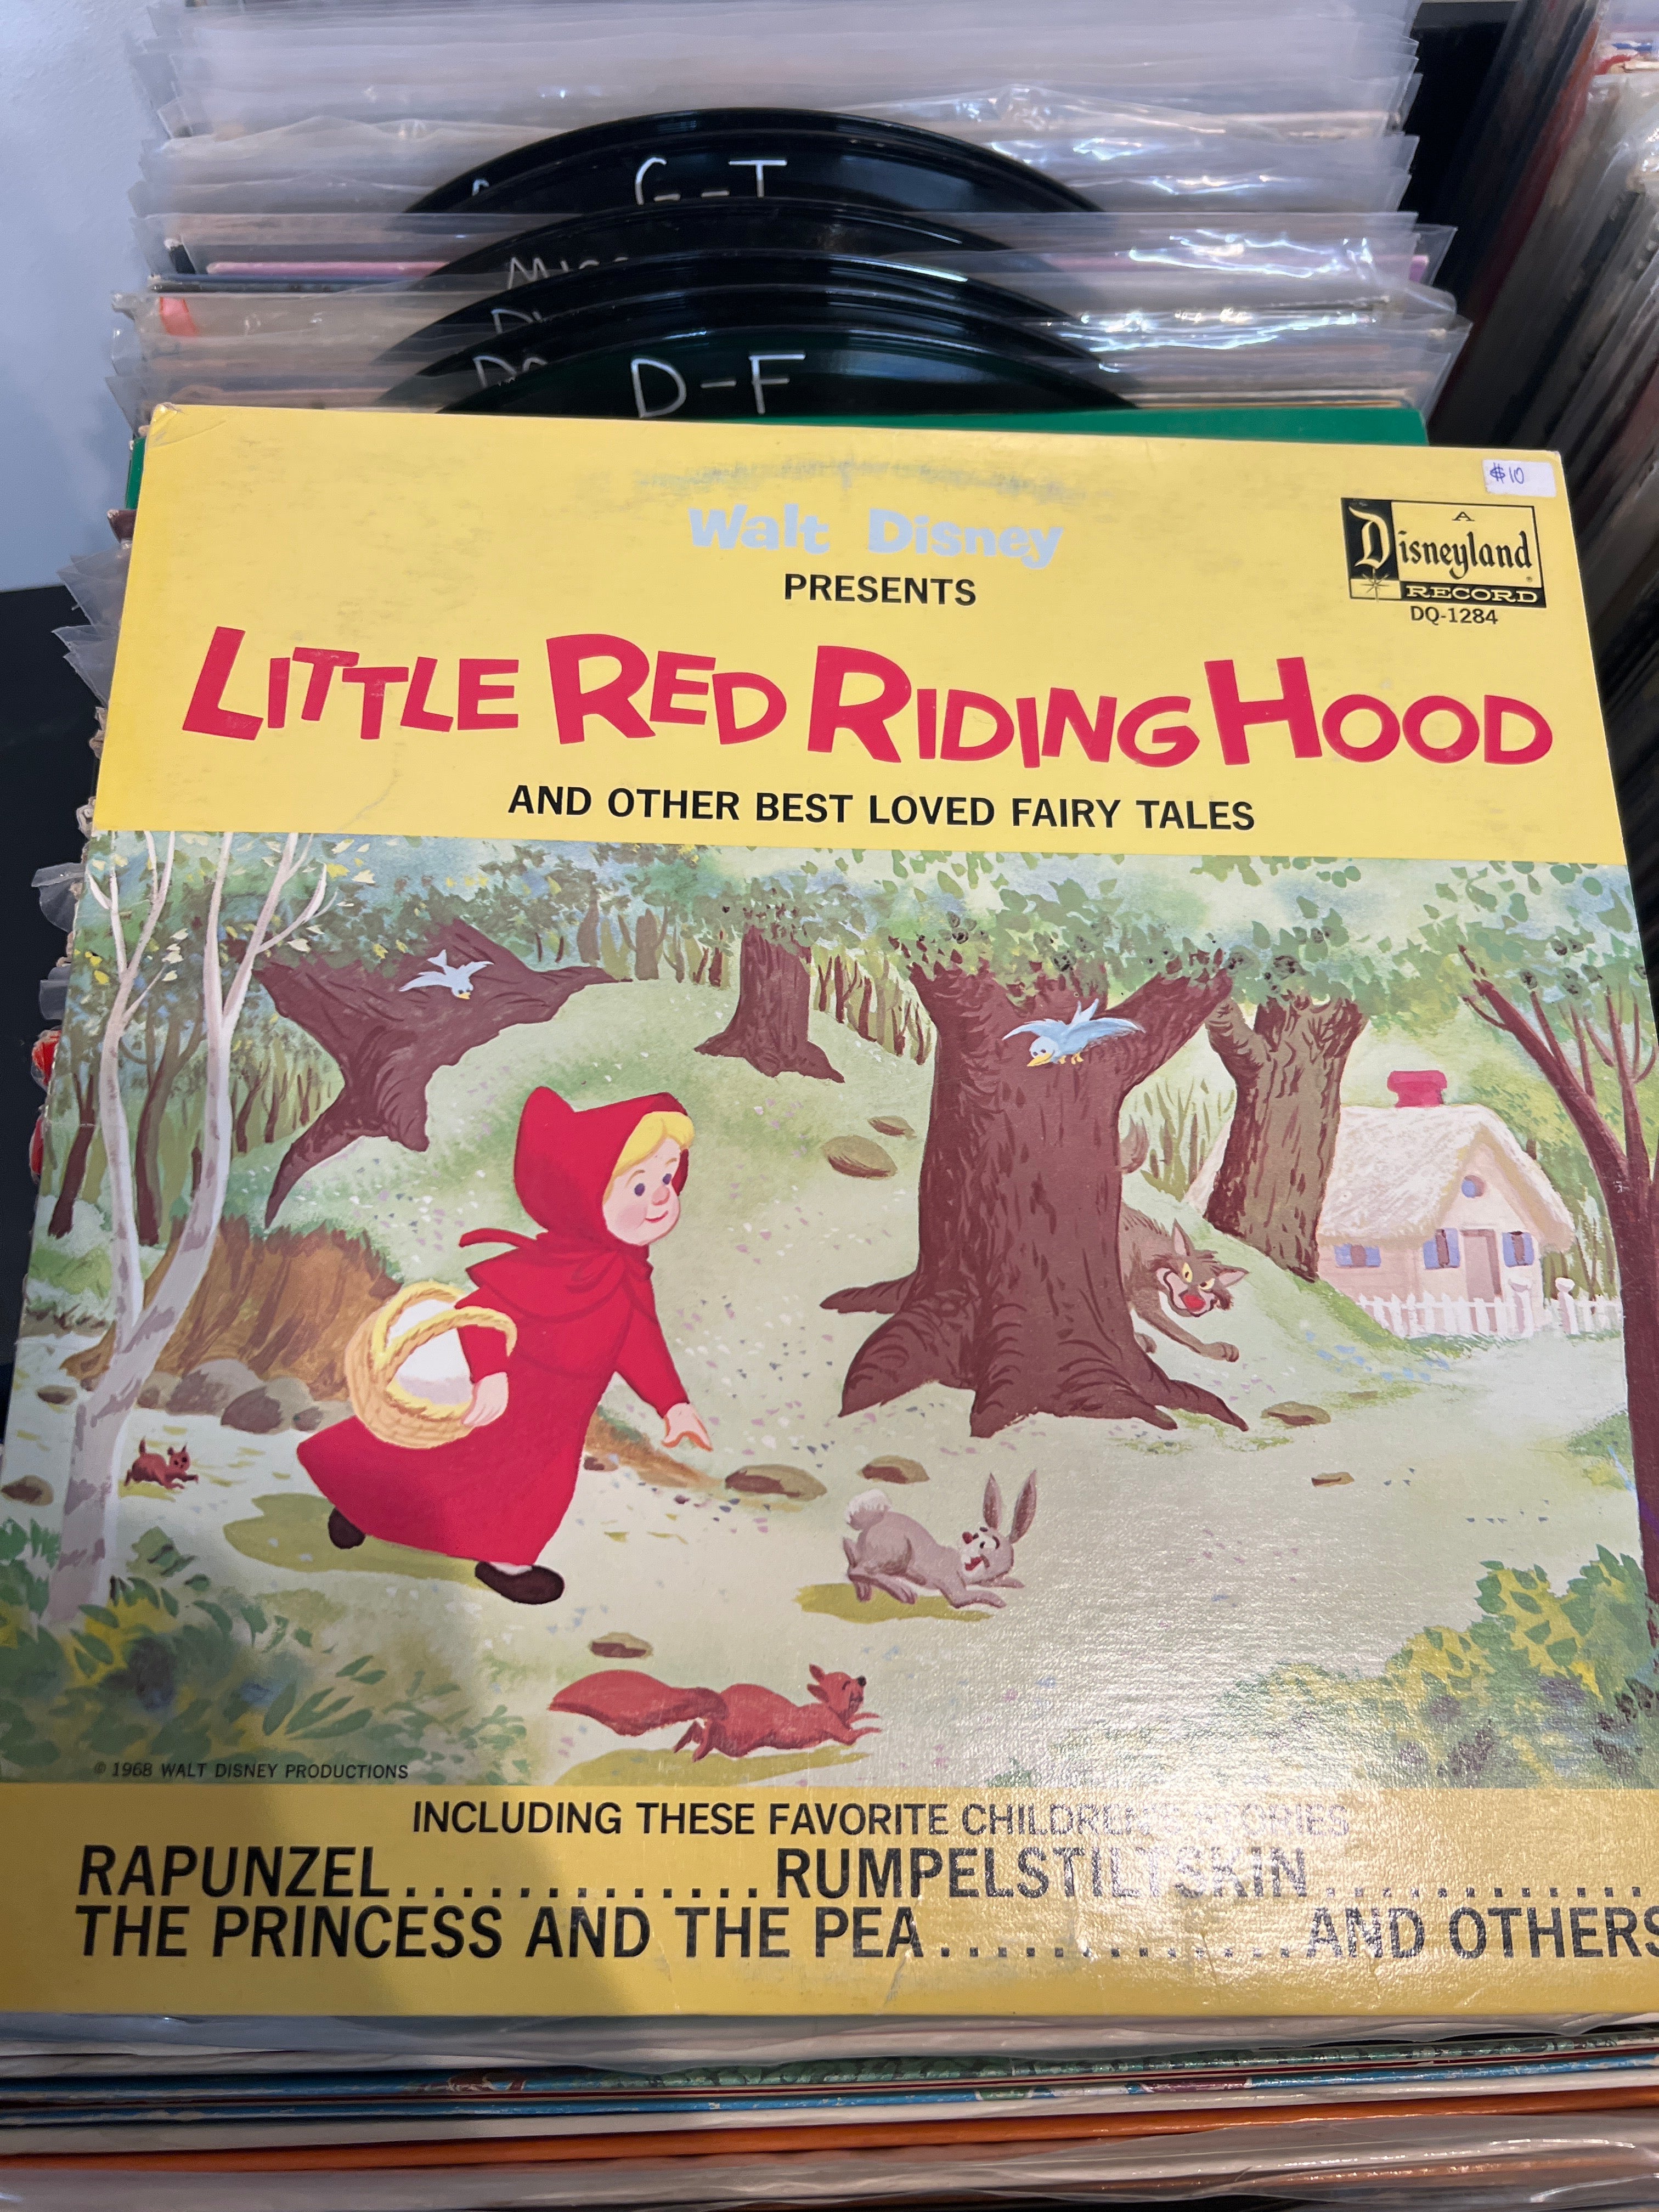 G-T
D-F
$10
Walt Disney
PRESENTS
A
Disneyland
RECORD
DQ-1284
LITTLE RED RIDING HOOD
AND OTHER BEST LOVED FAIRY TALES
© 1968 WALT DISNEY PRODUCTIONS
INCLUDING THESE FAVORITE CHILDREN'S STORIES
RAPUNZEL.............RUMPELSTILTSKIN............
THE PRINCESS AND THE PEA.............AND OTHERS